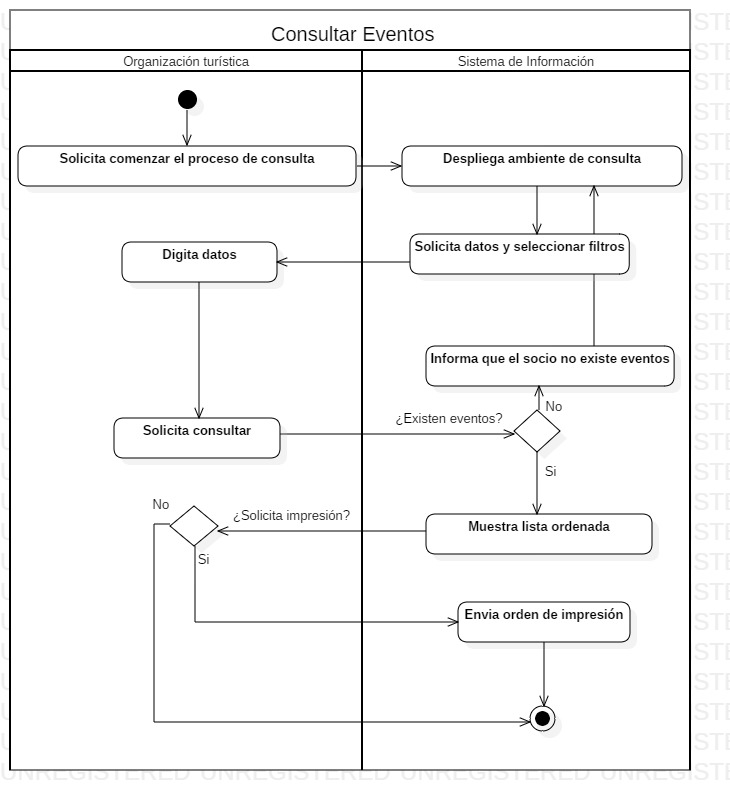 Consultar Eventos
Organización turística
Sistema de Información
Solicita comenzar el proceso de consulta
Despliega ambiente de consulta
Solicita datos y seleccionar filtros
Digita datos
Informa que el socio no existe eventos
No
¿Existen eventos?
Solicita consultar
Si
No
¿Solicita impresión?
Muestra lista ordenada
Si
Envia orden de impresión
UNREGISTERED UNREGISTERED UNREGISTERED UNREGISTERED